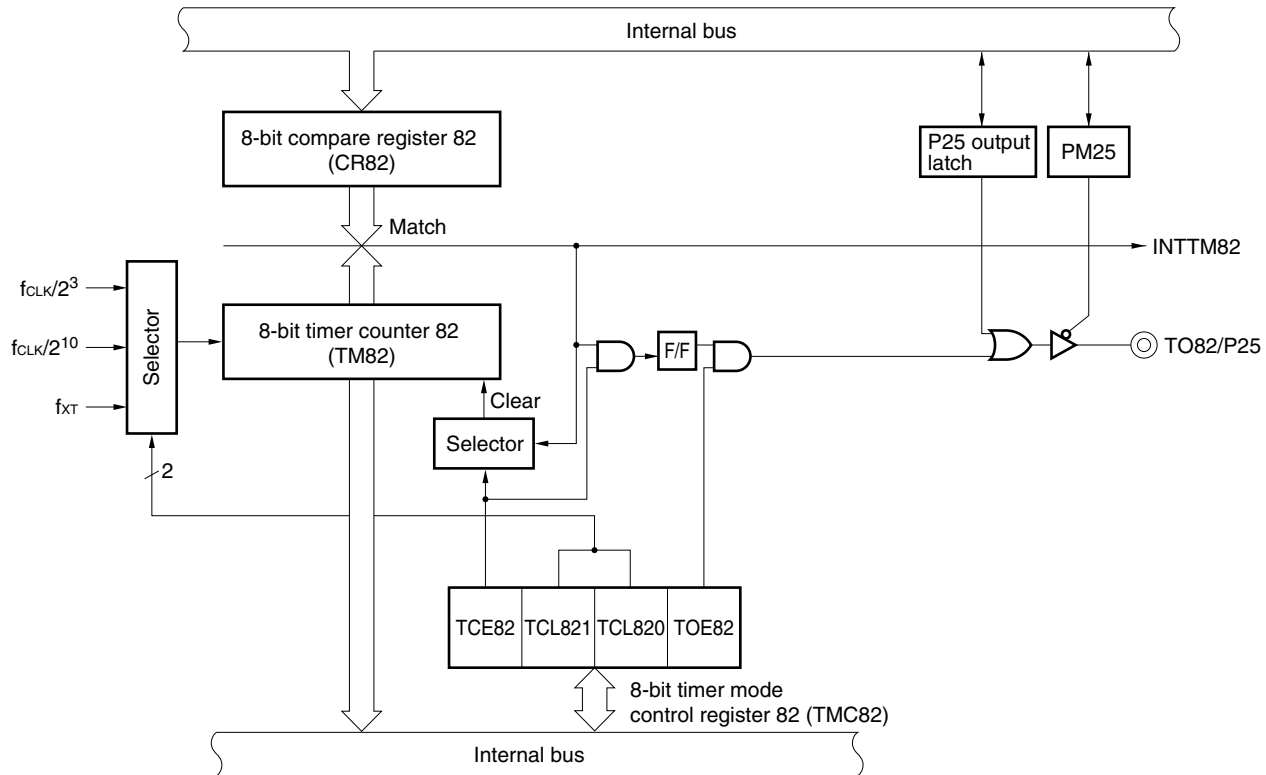 Internal bus
8-bit compare register 82
(CR82)
P25 output
latch
PM25
Match
INTTM82
fCLK/2³
fCLK/2¹⁰
fXT
Selector
8-bit timer counter 82
(TM82)
F/F
TO82/P25
Clear
Selector
2
TCE82 TCL821 TCL820 TOE82
8-bit timer mode
control register 82 (TMC82)
Internal bus